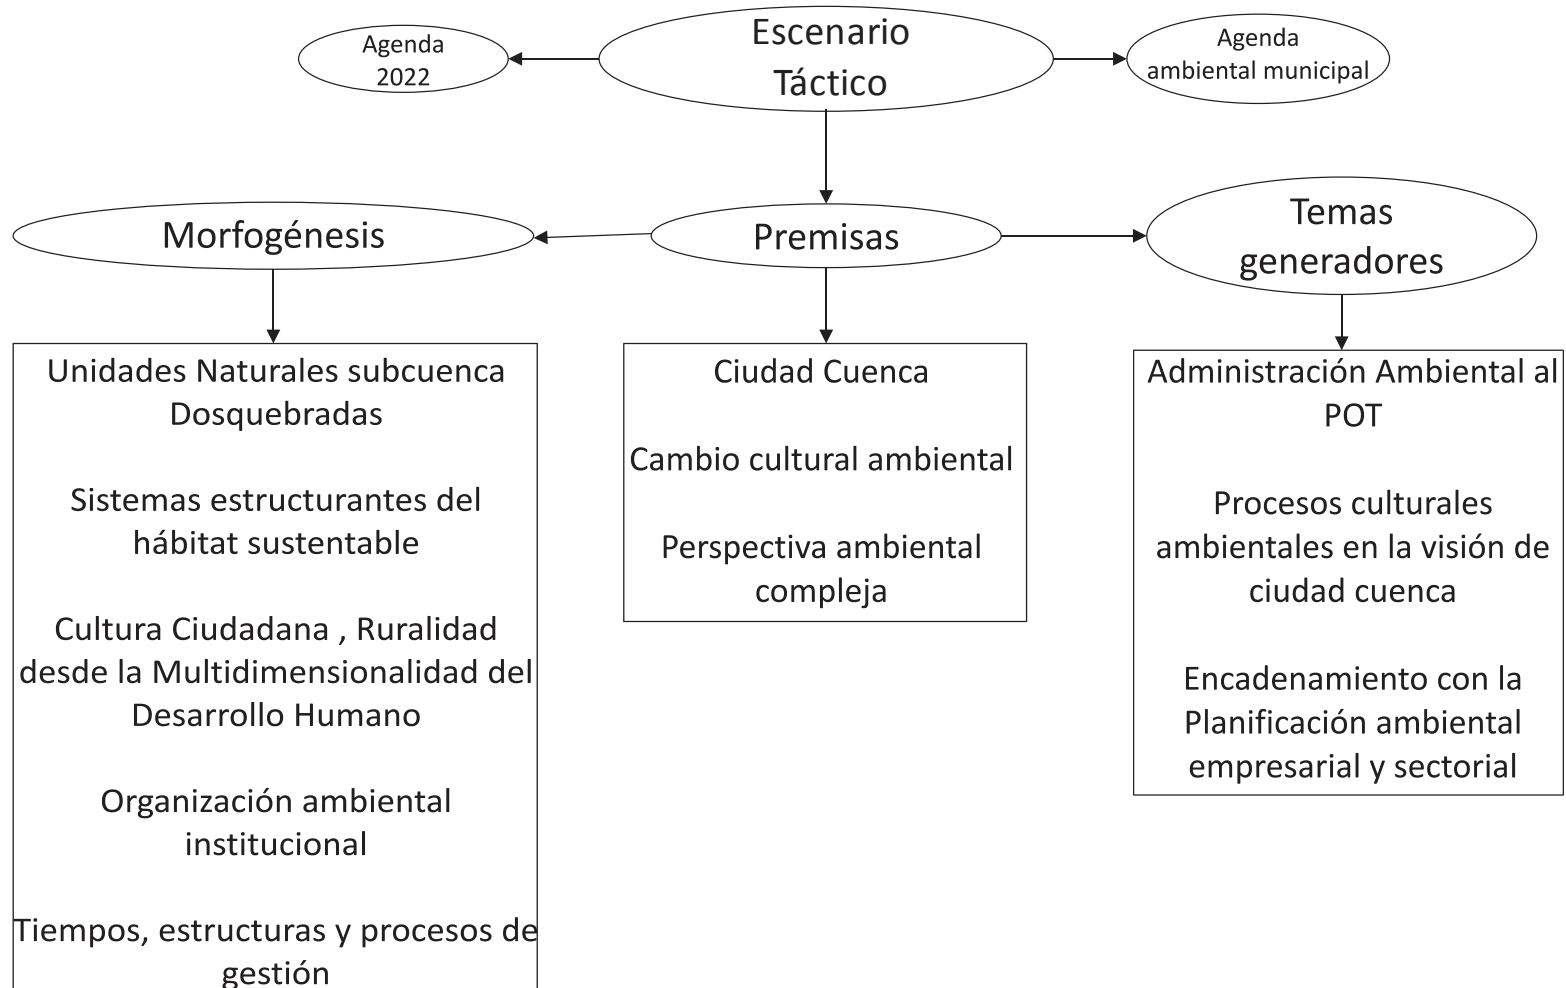 Agenda
2022
Escenario
Táctico
Agenda
ambiental municipal
Morfogénesis
Premisas
Temas
generadores
Unidades Naturales subcuenca
Dosquebradas
Sistemas estructurantes del
hábitat sustentable
Cultura Ciudadana , Ruralidad
desde la Multidimensionalidad del
Desarrollo Humano
Organización ambiental
institucional
Tiempos, estructuras y procesos de
gestión
Ciudad Cuenca
Cambio cultural ambiental
Perspectiva ambiental
compleja
Administración Ambiental al
POT
Procesos culturales
ambientales en la visión de
ciudad cuenca
Encadenamiento con la
Planificación ambiental
empresarial y sectorial